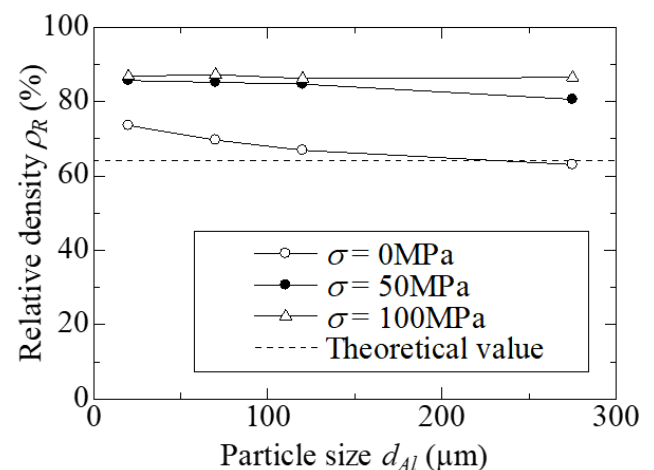 100
80
60
40
20
0
Relative density ρR (%)
σ = 0MPa
σ = 50MPa
σ = 100MPa
Theoretical value
0 100 200 300
Particle size dAl (µm)